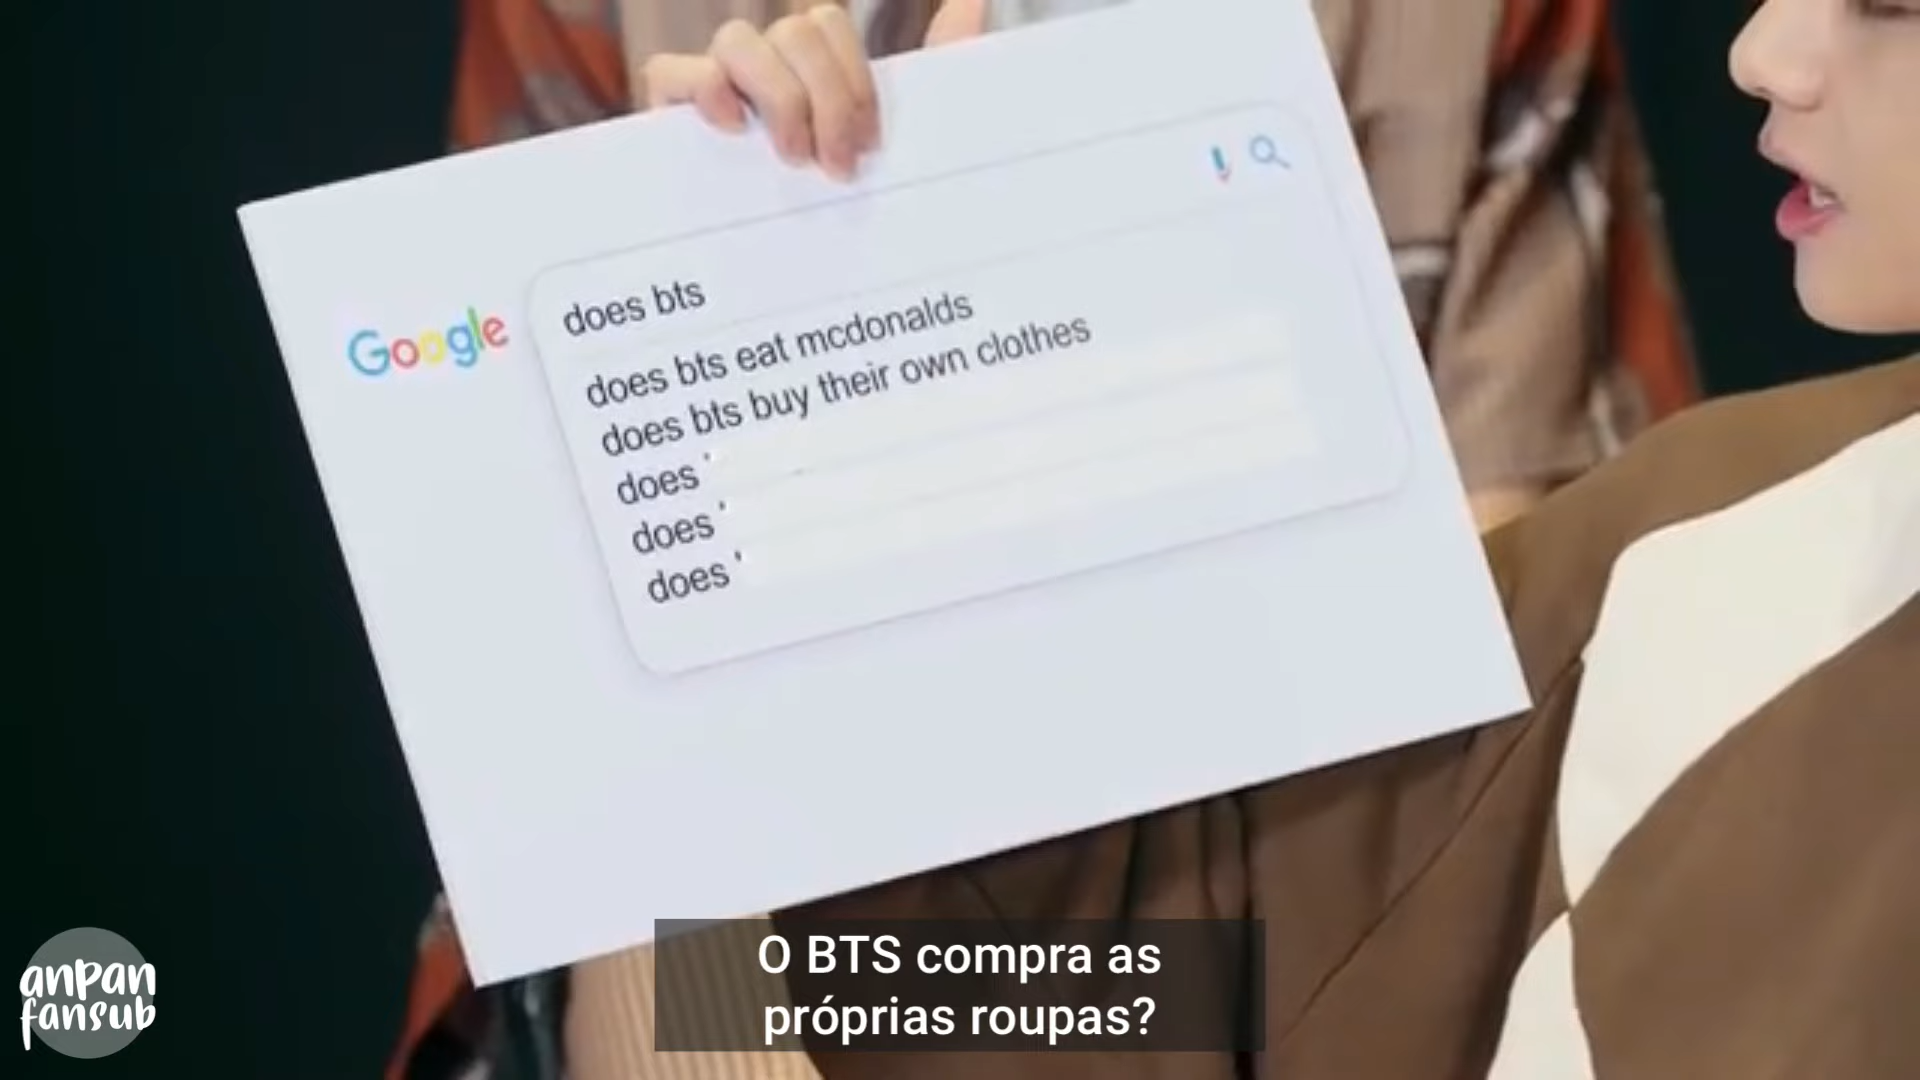 Google
does bts
does bts eat mcdonalds
does bts buy their own clothes
does
does
does
O BTS compra as
próprias roupas?
anpan
fansub